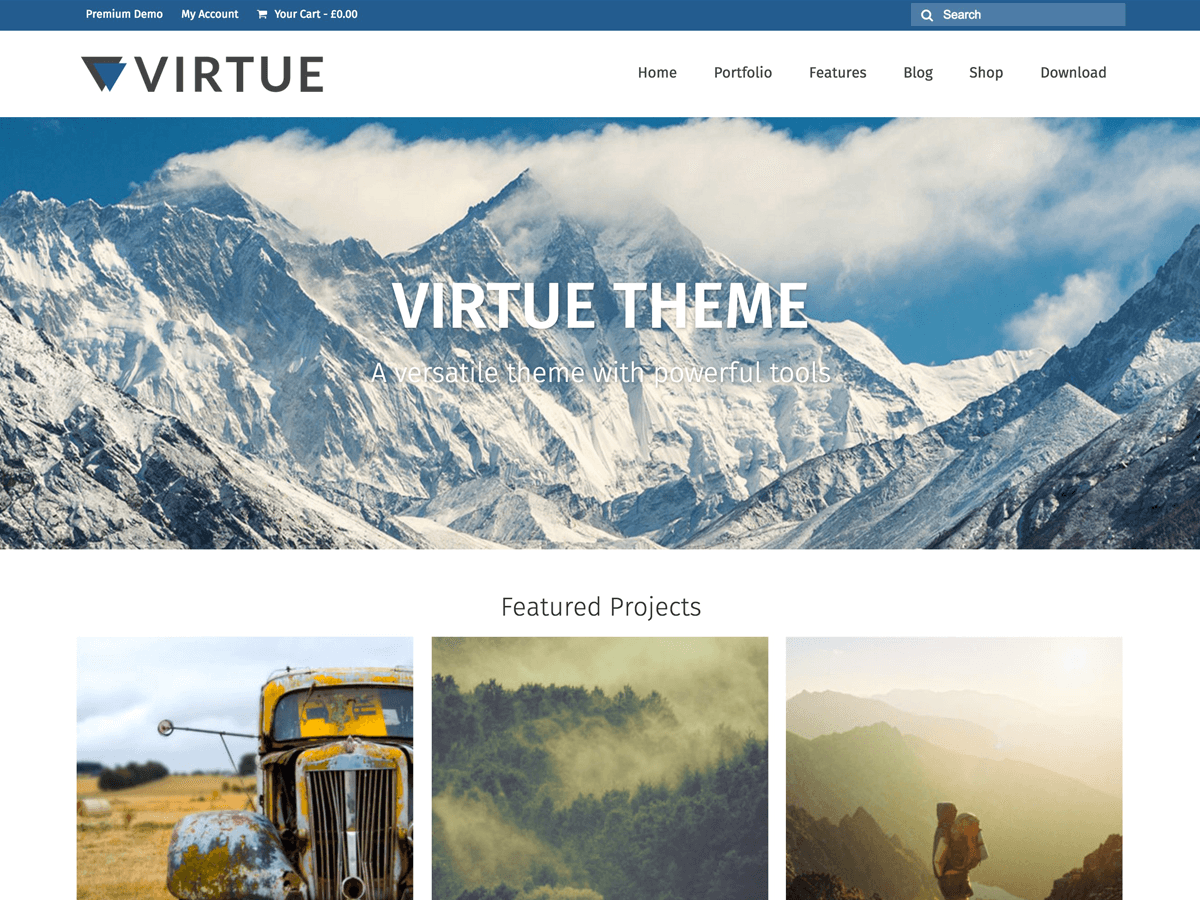 Premium Demo My Account Your Cart - £0.00 Search
VIRTUE
Home Portfolio Features Blog Shop Download
VIRTUE THEME
A versatile theme with powerful tools
Featured Projects